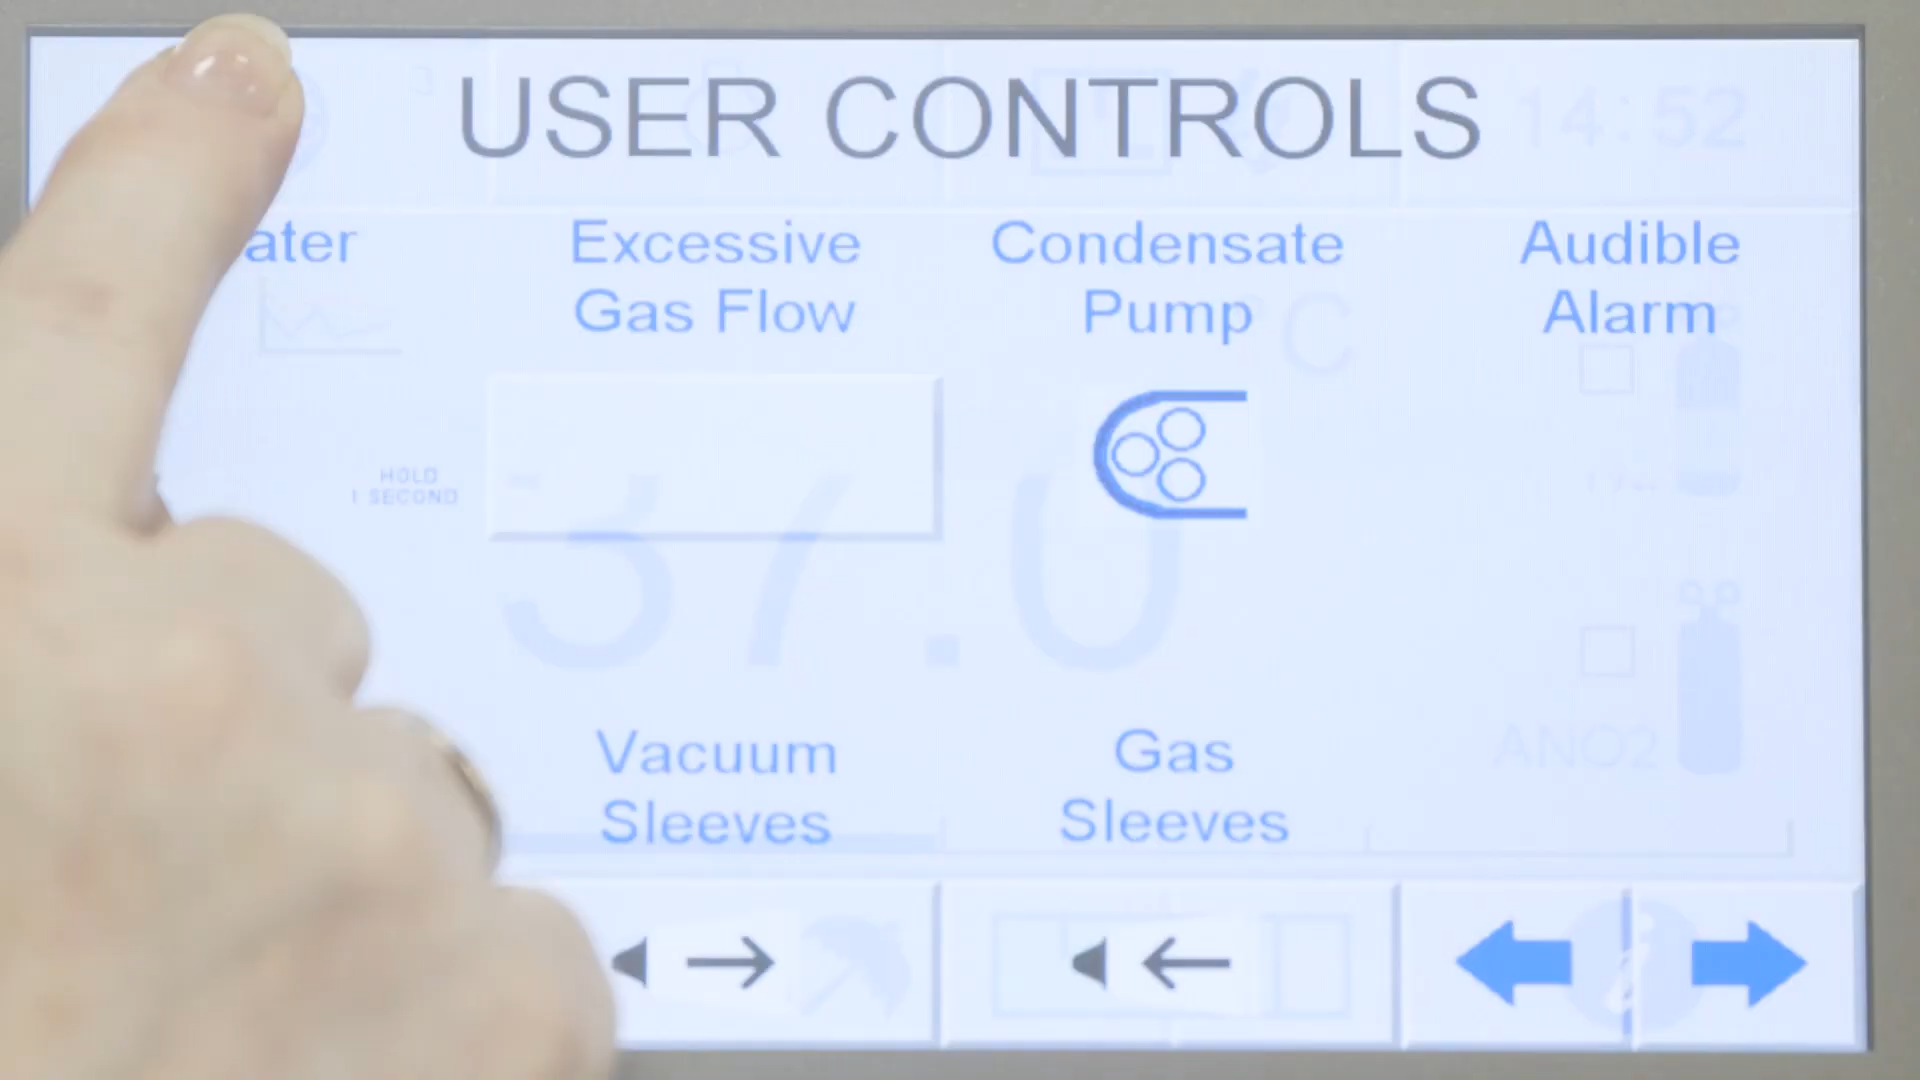 USER CONTROLS
14:52
ater
Excessive
Gas Flow
Condensate
Pump
Audible
Alarm
°C
HOLD
1 SECOND
37.0
ANO2
Vacuum
Sleeves
Gas
Sleeves
i